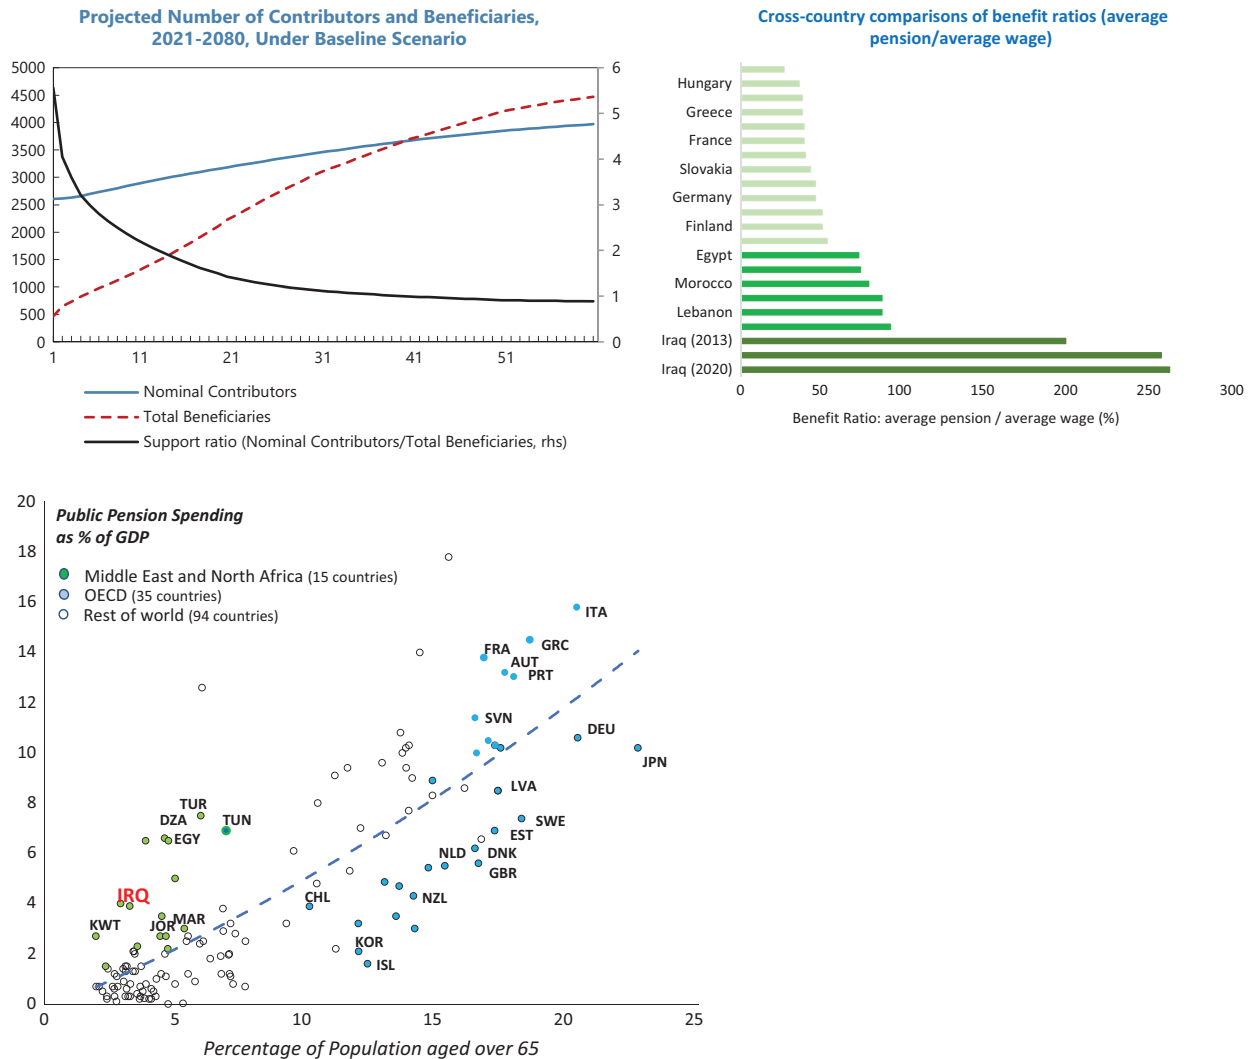 Projected Number of Contributors and Beneficiaries,
2021-2080, Under Baseline Scenario
5000
4500
4000
3500
3000
2500
2000
1500
1000
500
0
6
5
4
3
2
1
0
1
11
21
31
41
51
Nominal Contributors
Total Beneficiaries
Support ratio (Nominal Contributors/Total Beneficiaries, rhs)
Cross-country comparisons of benefit ratios (average
pension/average wage)
Hungary
Greece
France
Slovakia
Germany
Finland
Egypt
Morocco
Lebanon
Iraq (2013)
Iraq (2020)
0
50
100
150
200
250
300
Benefit Ratio: average pension / average wage (%)
20
18
16
14
12
10
8
6
4
2
0
Public Pension Spending
as % of GDP
Middle East and North Africa (15 countries)
OECD (35 countries)
Rest of world (94 countries)
ITA
GRC
FRA
AUT
PRT
SVN
DEU
JPN
LVA
TUR
DZA
TUN
EGY
SWE
EST
NLD
DNK
GBR
IRQ
CHL
NZL
KWT
JOR
MAR
KOR
ISL
0
5
10
15
20
25
Percentage of Population aged over 65